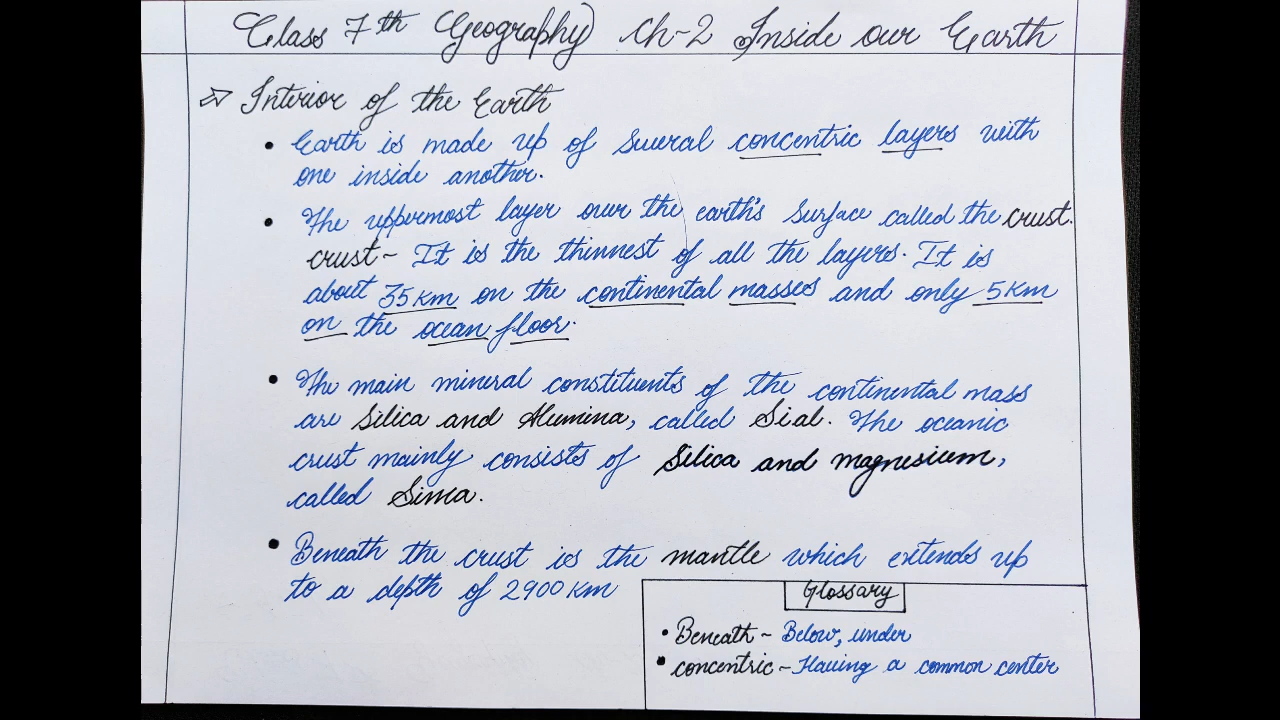 Class 7th Geography Ch-2 Inside our Earth
Interior of the Earth
• Earth is made up of several concentric layers with
one inside another.
• The uppermost layer over the earth's surface called the crust.
crust - It is the thinnest of all the layers. It is
about 35 km on the continental masses and only 5 km
on the ocean floor.
• The main mineral constituents of the continental mass
are Silica and Alumina, called Sial. The oceanic
crust mainly consists of Silica and magnesium,
called Sima.
• Beneath the crust is the mantle which extends up
to a depth of 2900 km
Glossary
• Beneath - Below, under
• concentric - Having a common center